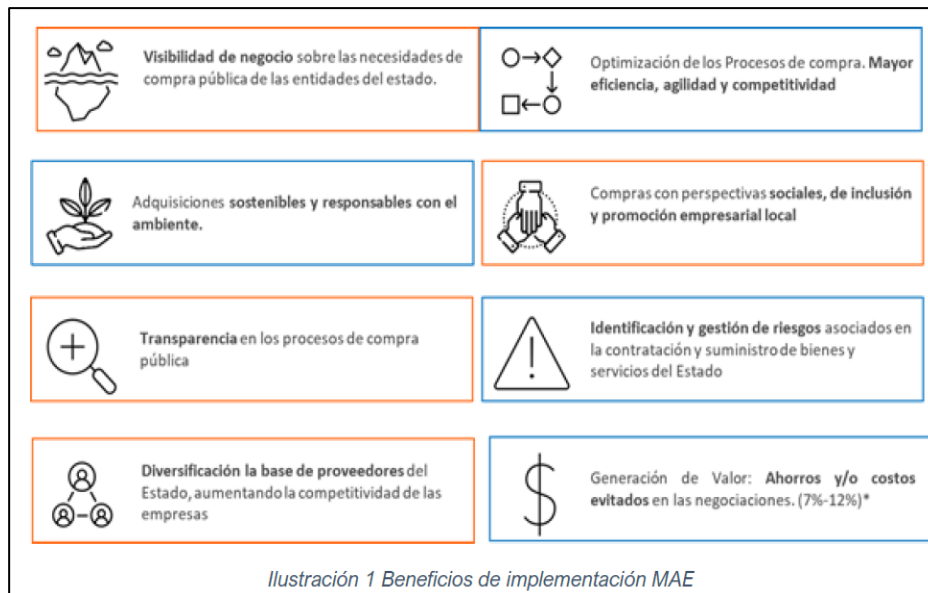 Visibilidad de negocio sobre las necesidades de
compra pública de las entidades del estado.
Optimización de los Procesos de compra. Mayor
eficiencia, agilidad y competitividad
Adquisiciones sostenibles y responsables con el
ambiente.
Compras con perspectivas sociales, de inclusión
y promoción empresarial local
Transparencia en los procesos de compra
pública
Identificación y gestión de riesgos asociados en
la contratación y suministro de bienes y
servicios del Estado
Diversificación la base de proveedores del
Estado, aumentando la competitividad de las
empresas
Generación de Valor: Ahorros y/o costos
evitados en las negociaciones. (7%-12%)*
Ilustración 1 Beneficios de implementación MAE